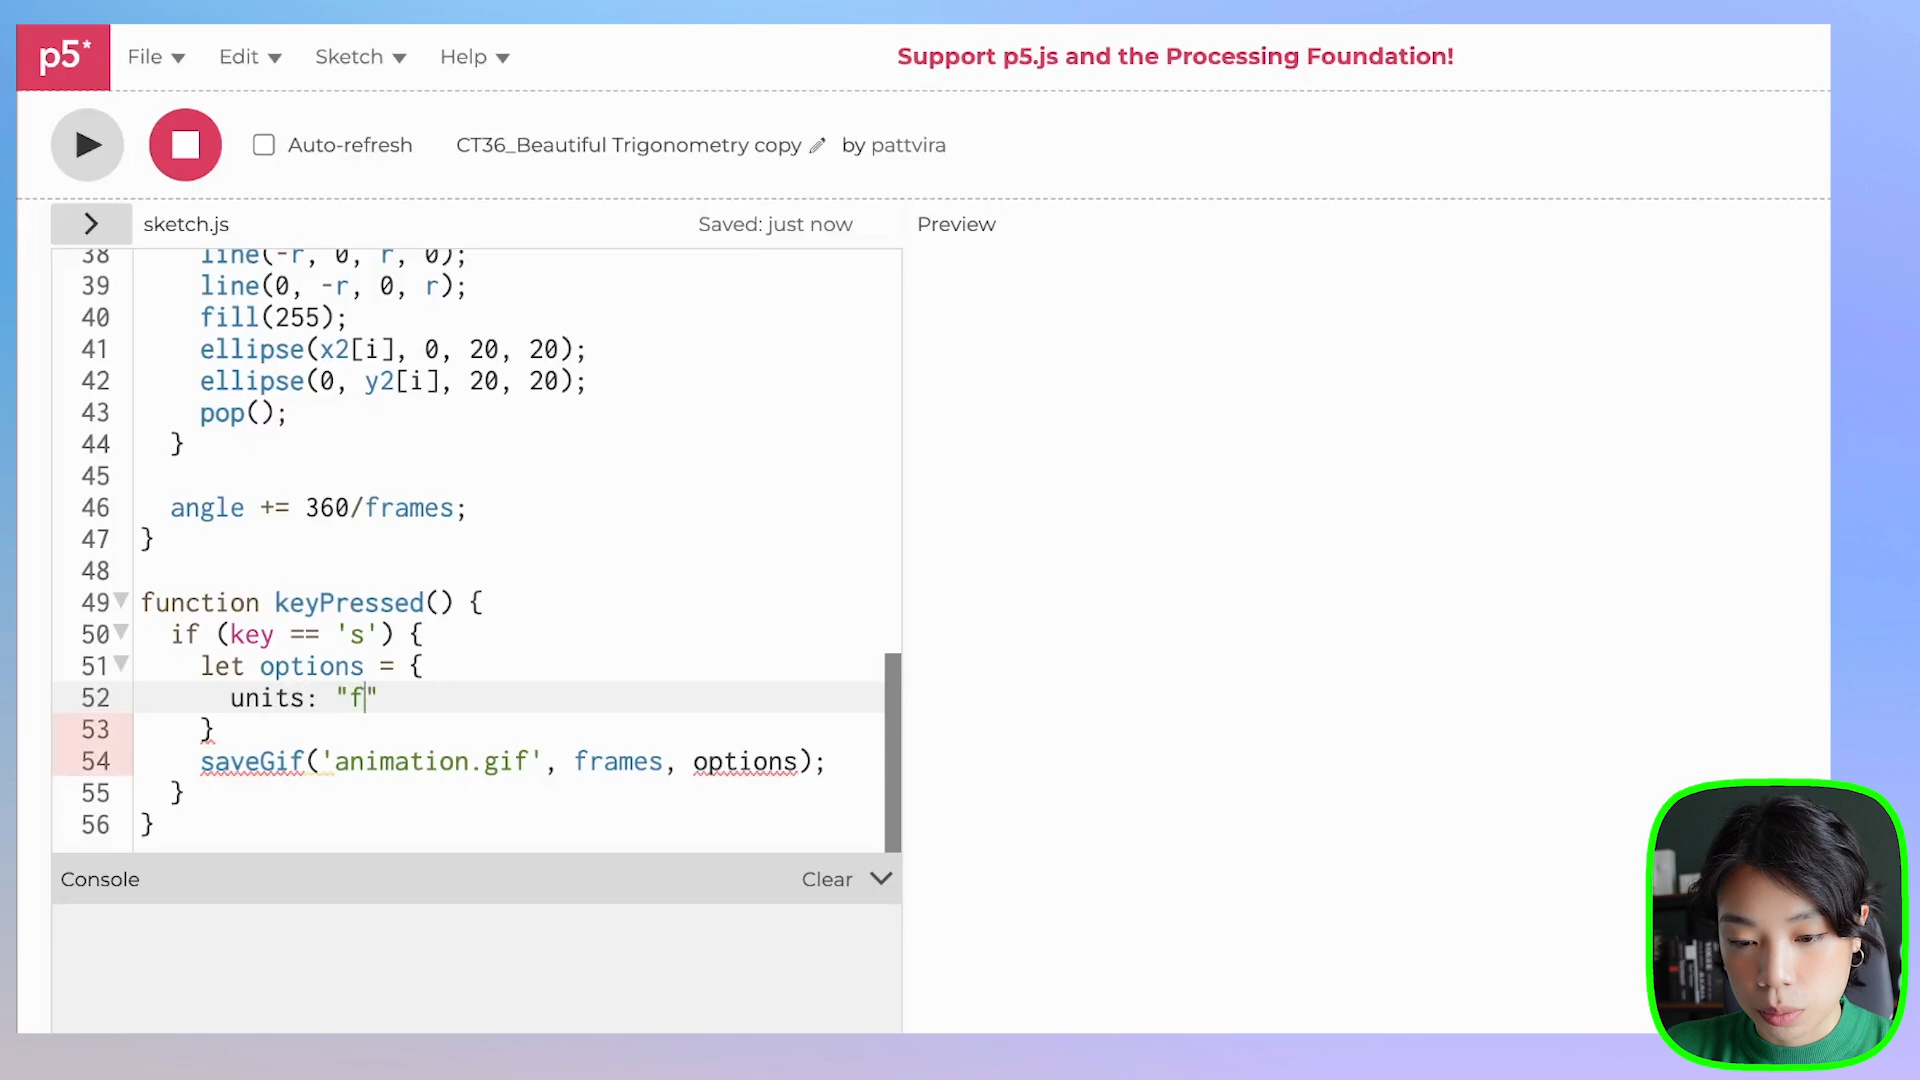 p5*
File Edit Sketch Help
Support p5.js and the Processing Foundation!
Auto-refresh CT36_Beautiful Trigonometry copy by pattvira
sketch.js Saved: just now Preview
38 line(-r, 0, r, 0);
39 line(0, -r, 0, r);
40 fill(255);
41 ellipse(x2[i], 0, 20, 20);
42 ellipse(0, y2[i], 20, 20);
43 pop();
44 }
45
46 angle += 360/frames;
47 }
48
49 function keyPressed() {
50 if (key == 's') {
51 let options = {
52 units: "f"
53 }
54 saveGif('animation.gif', frames, options);
55 }
56 }
Console Clear